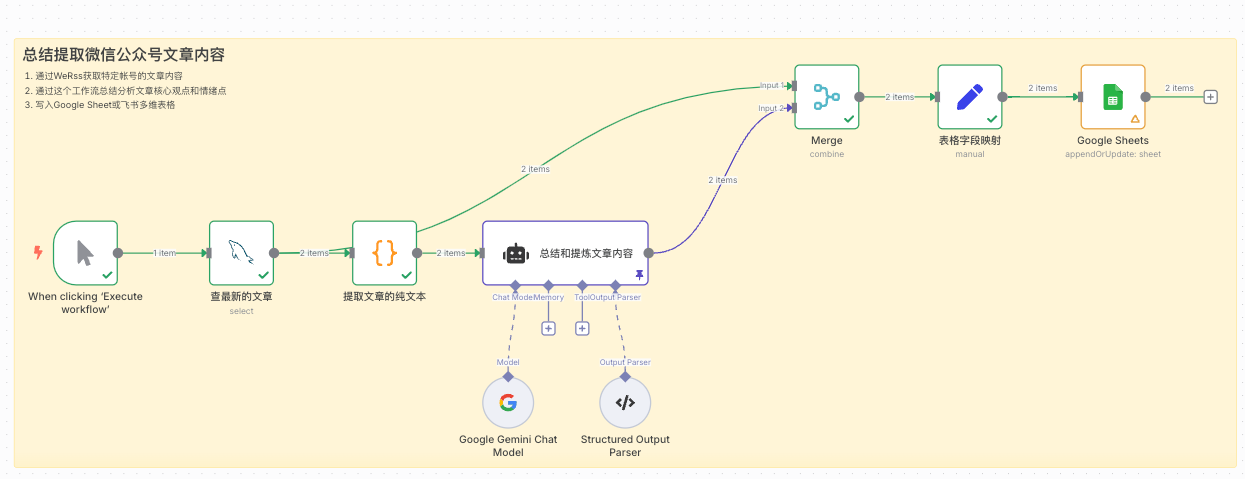 总结提取微信公众号文章内容
1. 通过WeRss获取特定帐号的文章内容
2. 通过这个工作流总结分析文章核心观点和情绪点
3. 写入Google Sheet或飞书多维表格
Input 1
Input 2
2 items
2 items
2 items
Merge
combine
表格字段映射
manual
Google Sheets
appendOrUpdate: sheet
2 items
2 items
1 item
2 items
2 items
总结和提炼文章内容
When clicking ‘Execute
workflow’
查最新的文章
select
提取文章的纯文本
Chat Mode
Memory
Tool
Output Parser
Model
Output Parser
Google Gemini Chat
Model
Structured Output
Parser